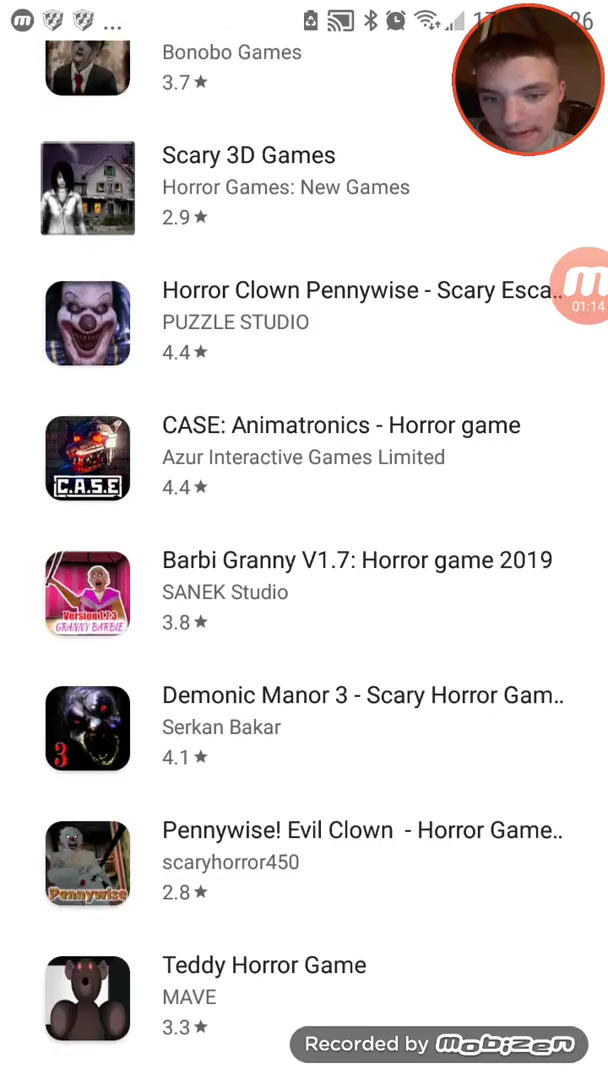 Bonobo Games
3.7★
Scary 3D Games
Horror Games: New Games
2.9★
01:14
Horror Clown Pennywise - Scary Esca..
PUZZLE STUDIO
4.4★
CASE: Animatronics - Horror game
Azur Interactive Games Limited
4.4★
C.A.S.E
Barbi Granny V1.7: Horror game 2019
SANEK Studio
3.8★
GRANNY BARBIE
Demonic Manor 3 - Scary Horror Gam..
Serkan Bakar
4.1★
3
Pennywise! Evil Clown - Horror Game..
scaryhorror450
2.8★
Pennywise
Teddy Horror Game
MAVE
3.3★
Recorded by mobizen